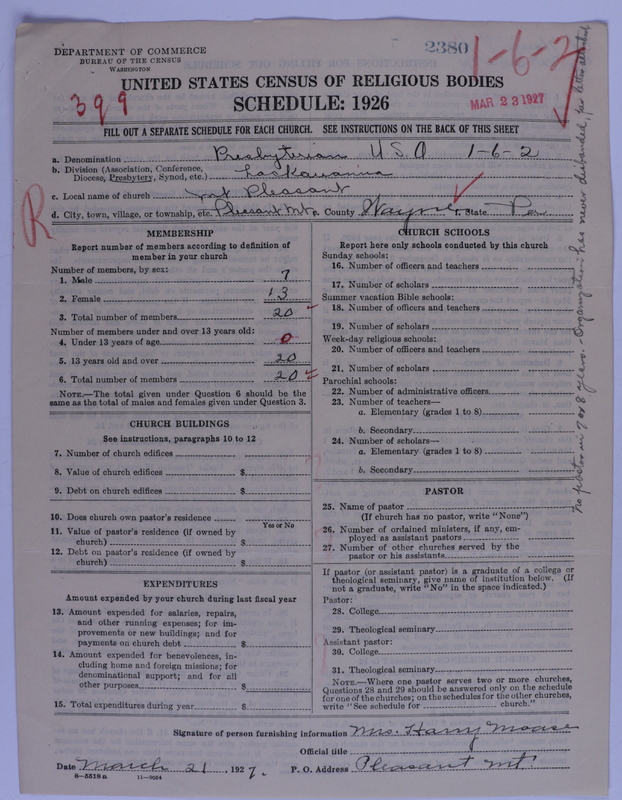 DEPARTMENT OF COMMERCE
BUREAU OF THE CENSUS
WASHINGTON
2380
1-6-2
UNITED STATES CENSUS OF RELIGIOUS BODIES
399
SCHEDULE: 1926
MAR 23 1927
FILL OUT A SEPARATE SCHEDULE FOR EACH CHURCH. SEE INSTRUCTIONS ON THE BACK OF THIS SHEET
a. Denomination Presbyterian U.S.A 1-6-2
b. Division (Association, Conference, Diocese, Presbytery, Synod, etc.) Lackawanna
c. Local name of church Mt Pleasant
d. City, town, village, or township, etc. Pleasant Mt. County Wayne State Pa
R
MEMBERSHIP
Report number of members according to definition of
member in your church
Number of members, by sex:
1. Male 7
2. Female 13
3. Total number of members 20
Number of members under and over 13 years old:
4. Under 13 years of age 0
5. 13 years old and over 20
6. Total number of members 20
NOTE.—The total given under Question 6 should be
same as the total of males and females given under Question 3.
CHURCH BUILDINGS
See instructions, paragraphs 10 to 12
7. Number of church edifices
8. Value of church edifices $
9. Debt on church edifices $
10. Does church own pastor's residence
Yes or No
11. Value of pastor's residence (if owned by
church) $
12. Debt on pastor's residence (if owned by
church) $
EXPENDITURES
Amount expended by your church during last fiscal year
13. Amount expended for salaries, repairs,
and other running expenses; for im-
provements or new buildings; and for
payments on church debt $
14. Amount expended for benevolences, in-
cluding home and foreign missions; for
denominational support; and for all
other purposes $
15. Total expenditures during year $
CHURCH SCHOOLS
Report here only schools conducted by this church
Sunday schools:
16. Number of officers and teachers
17. Number of scholars
Summer vacation Bible schools:
18. Number of officers and teachers
19. Number of scholars
Week-day religious schools:
20. Number of officers and teachers
21. Number of scholars
Parochial schools:
22. Number of administrative officers
23. Number of teachers—
a. Elementary (grades 1 to 8)
b. Secondary
24. Number of scholars—
a. Elementary (grades 1 to 8)
b. Secondary
PASTOR
25. Name of pastor
(If church has no pastor, write "None")
26. Number of ordained ministers, if any, em-
ployed as assistant pastors
27. Number of other churches served by the
pastor or his assistants
If pastor (or assistant pastor) is a graduate of a college or
theological seminary, give name of institution below. (If
not a graduate, write "No" in the space indicated.)
Pastor:
28. College
29. Theological seminary
Assistant pastor:
30. College
31. Theological seminary
NOTE.—Where one pastor serves two or more churches,
Questions 28 and 29 should be answered only on the schedule
for one of the churches; on the schedules for the other churches,
write "See schedule for church."
No pastor in 7 or 8 years. - Organization has never disbanded, per letter attached
Signature of person furnishing information Mrs. Harry Moase
Official title
Date March 21, 1927. P. O. Address Pleasant Mt
8—5518a 11—9054